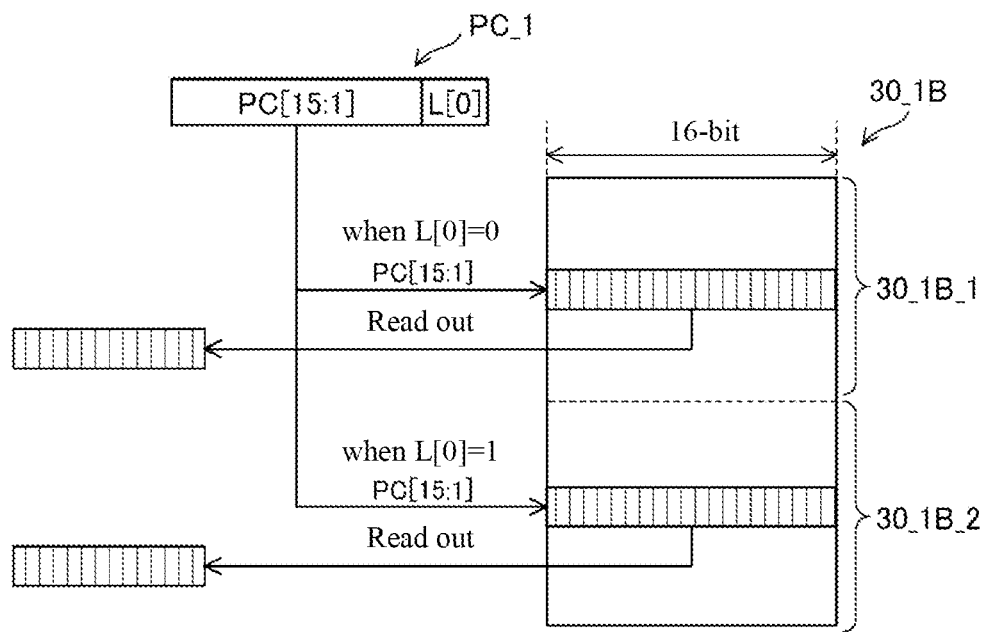 PC_1
PC[15:1] L[0]
30_1B
16-bit
when L[0]=0
PC[15:1]
30_1B_1
Read out
when L[0]=1
PC[15:1]
30_1B_2
Read out